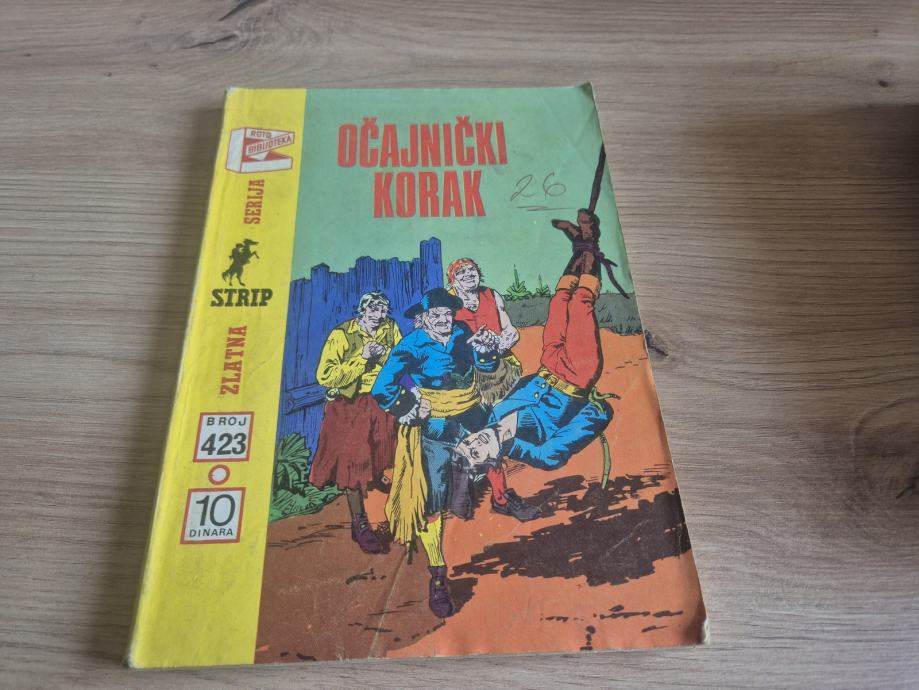 ROTO
BIBLIOTEKA
ZLATNA
STRIP
SERIJA
BROJ
423
10
DINARA
OČAJNIČKI
KORAK
26